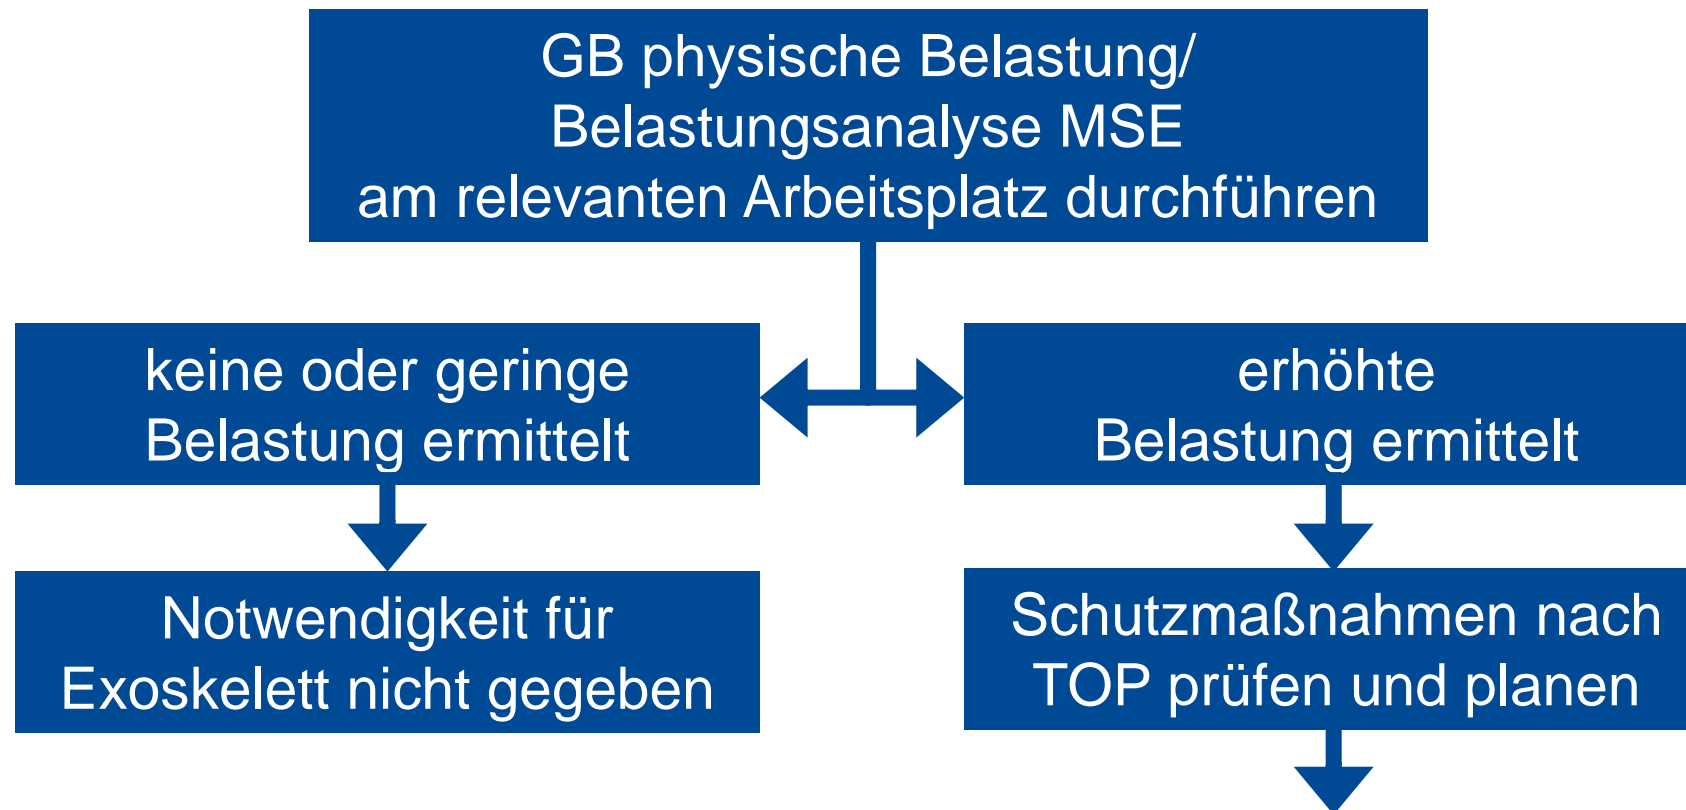 GB physische Belastung/
Belastungsanalyse MSE
am relevanten Arbeitsplatz durchführen
keine oder geringe
Belastung ermittelt
erhöhte
Belastung ermittelt
Notwendigkeit für
Exoskelett nicht gegeben
Schutzmaßnahmen nach
TOP prüfen und planen